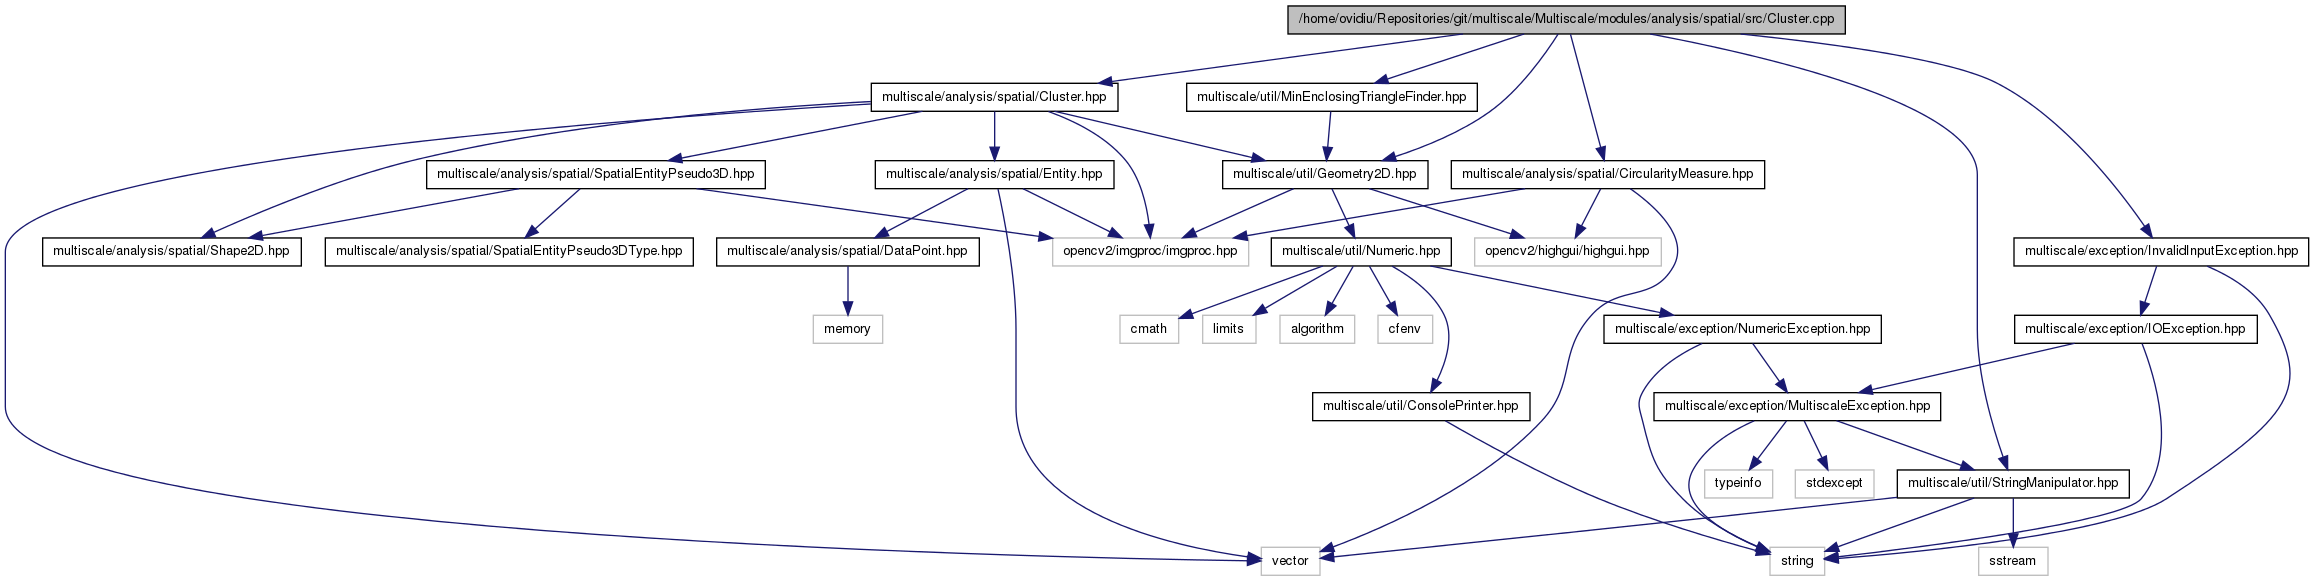 /home/ovidiu/Repositories/git/multiscale/Multiscale/modules/analysis/spatial/src/Cluster.cpp
multiscale/analysis/spatial/Cluster.hpp
multiscale/util/MinEnclosingTriangleFinder.hpp
multiscale/analysis/spatial/SpatialEntityPseudo3D.hpp
multiscale/analysis/spatial/Entity.hpp
multiscale/util/Geometry2D.hpp
multiscale/analysis/spatial/CircularityMeasure.hpp
multiscale/analysis/spatial/Shape2D.hpp
multiscale/analysis/spatial/SpatialEntityPseudo3DType.hpp
multiscale/analysis/spatial/DataPoint.hpp
opencv2/imgproc/imgproc.hpp
multiscale/util/Numeric.hpp
opencv2/highgui/highgui.hpp
multiscale/exception/InvalidInputException.hpp
memory
cmath
limits
algorithm
cfenv
multiscale/exception/NumericException.hpp
multiscale/exception/IOException.hpp
multiscale/util/ConsolePrinter.hpp
multiscale/exception/MultiscaleException.hpp
typeinfo
stdexcept
multiscale/util/StringManipulator.hpp
vector
string
sstream